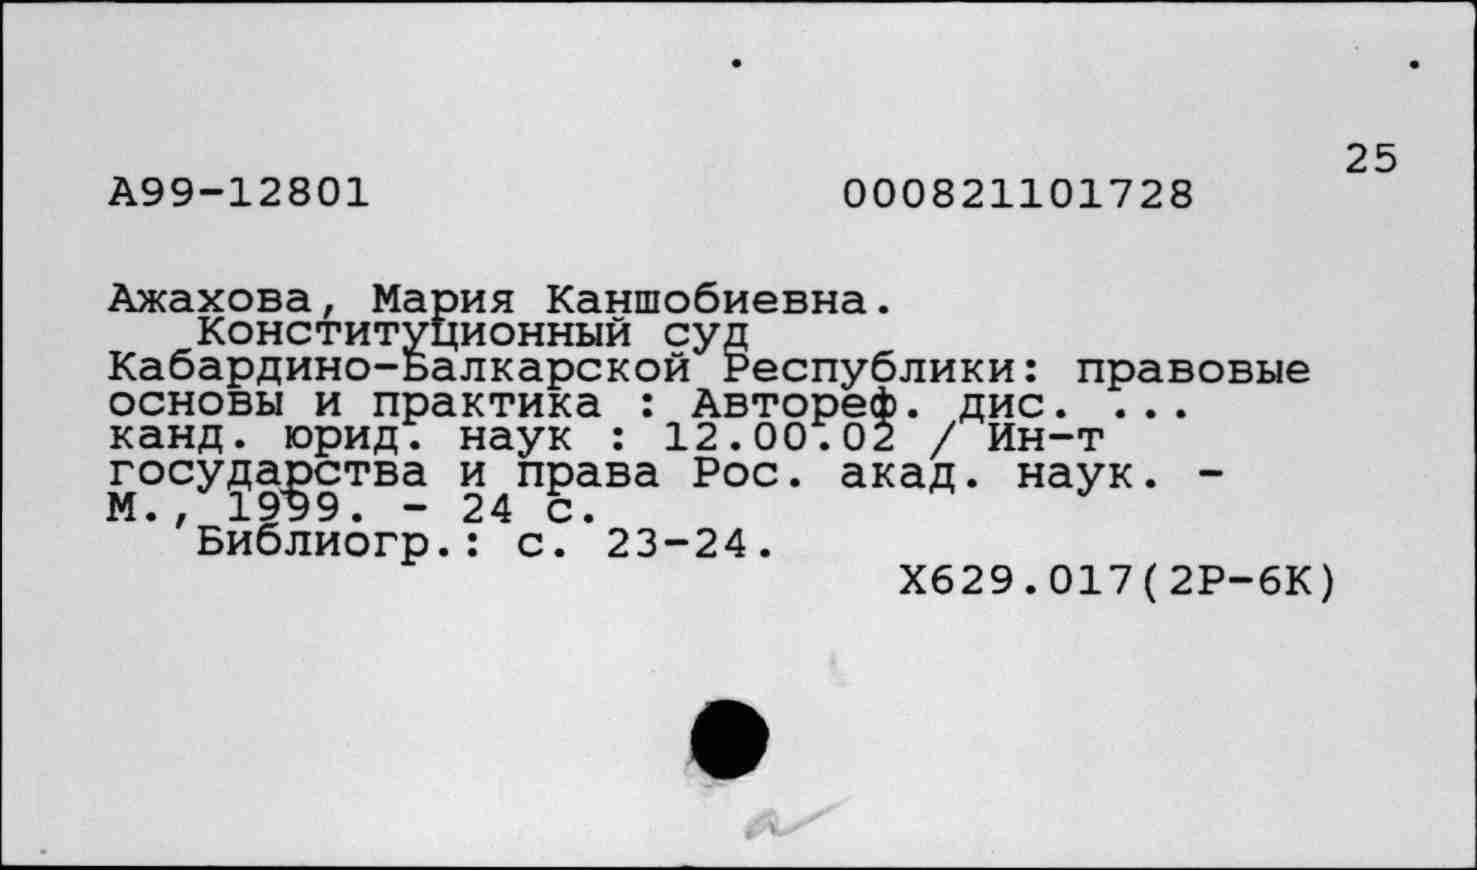 25
А99-12801 000821101728
Ажахова, Мария Каншобиевна.
Конституционный суд
Кабардино-Балкарской Республики: правовые
основы и практика : Автореф. дис. ...
канд. юрид. наук : 12.00.02 / Ин-т
государства и права Рос. акад. наук. -
М., 1999. - 24 с.
Библиогр.: с. 23-24.
Х629.017(2Р-6К)